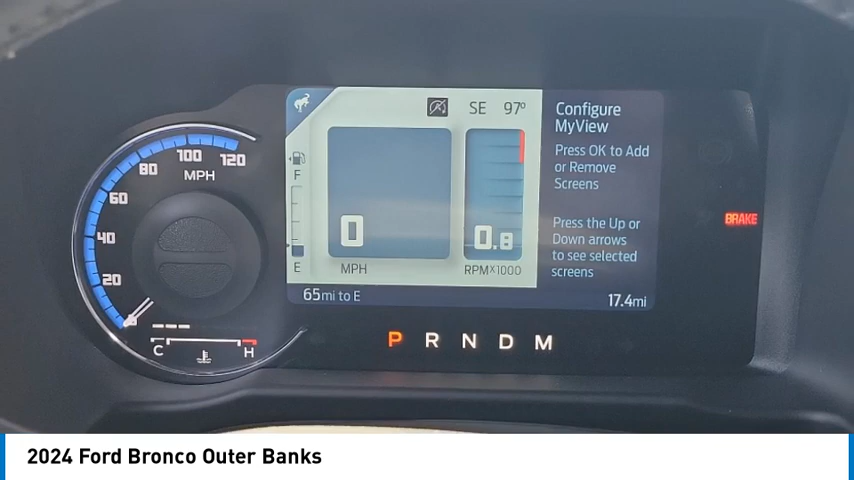 SE 97°
Configure
MyView
Press OK to Add
or Remove
Screens
Press the Up or
Down arrows
to see selected
screens
F
E
0
MPH
0.8
RPMx1000
65mi to E
17.4mi
20
40
60
80
100
120
MPH
C
H
BRAKE
P R N D M
2024 Ford Bronco Outer Banks